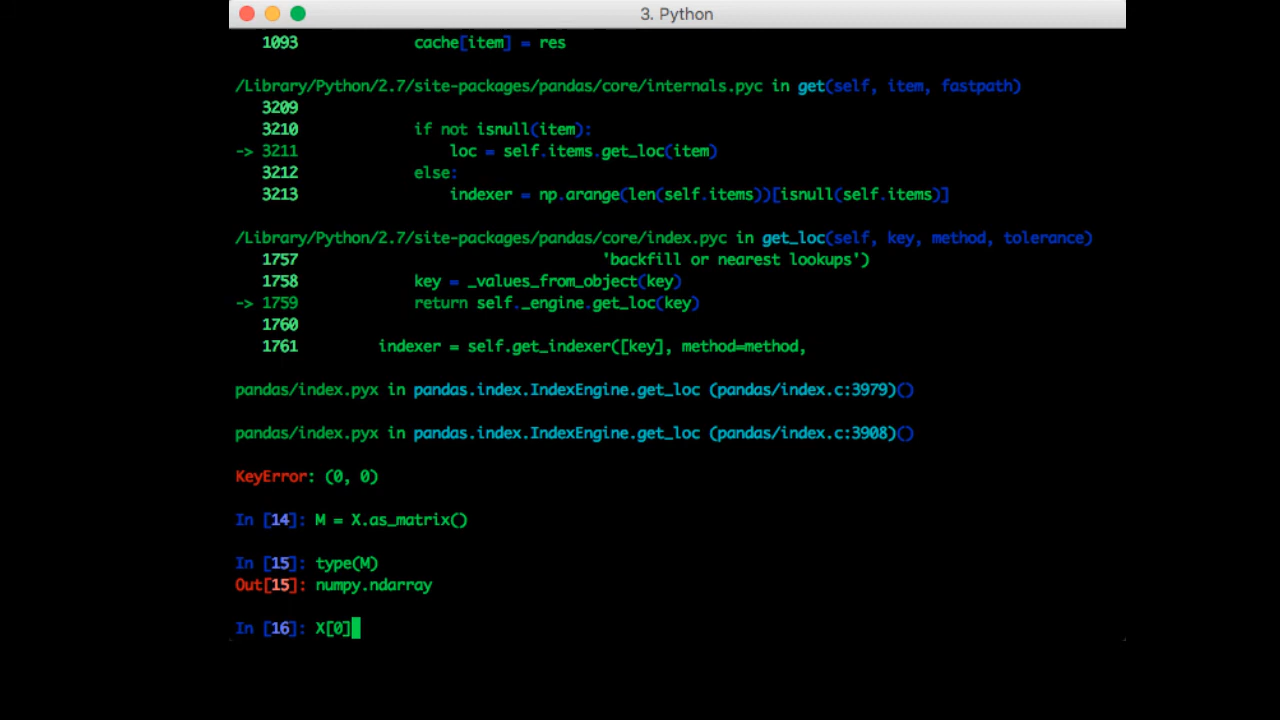 3. Python
1093 cache[item] = res
/Library/Python/2.7/site-packages/pandas/core/internals.pyc in get(self, item, fastpath)
3209
3210 if not isnull(item):
-> 3211 loc = self.items.get_loc(item)
3212 else:
3213 indexer = np.arange(len(self.items))[isnull(self.items)]
/Library/Python/2.7/site-packages/pandas/core/index.pyc in get_loc(self, key, method, tolerance)
1757 'backfill or nearest lookups')
1758 key = _values_from_object(key)
-> 1759 return self._engine.get_loc(key)
1760
1761 indexer = self.get_indexer([key], method=method,
pandas/index.pyx in pandas.index.IndexEngine.get_loc (pandas/index.c:3979)()
pandas/index.pyx in pandas.index.IndexEngine.get_loc (pandas/index.c:3908)()
KeyError: (0, 0)
In [14]: M = X.as_matrix()
In [15]: type(M)
Out[15]: numpy.ndarray
In [16]: X[0]